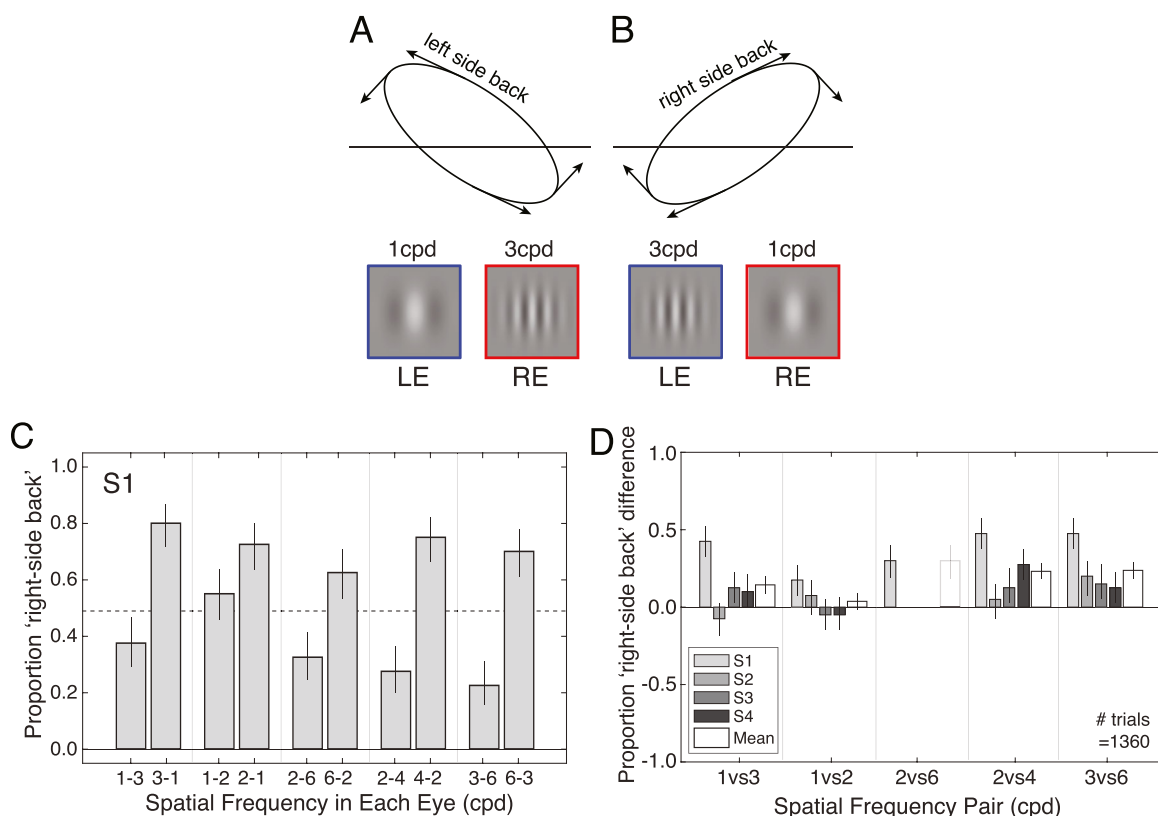 A
B
left side back
right side back
1cpd
3cpd
3cpd
1cpd
LE
RE
LE
RE
C
D
S1
Proportion ‘right-side back’
1.0
0.8
0.6
0.4
0.2
0.0
1-3 3-1 1-2 2-1 2-6 6-2 2-4 4-2 3-6 6-3
Spatial Frequency in Each Eye (cpd)
Proportion ‘right-side back’ difference
1.0
0.5
0.0
-0.5
-1.0
S1
S2
S3
S4
Mean
# trials
=1360
1vs3 1vs2 2vs6 2vs4 3vs6
Spatial Frequency Pair (cpd)